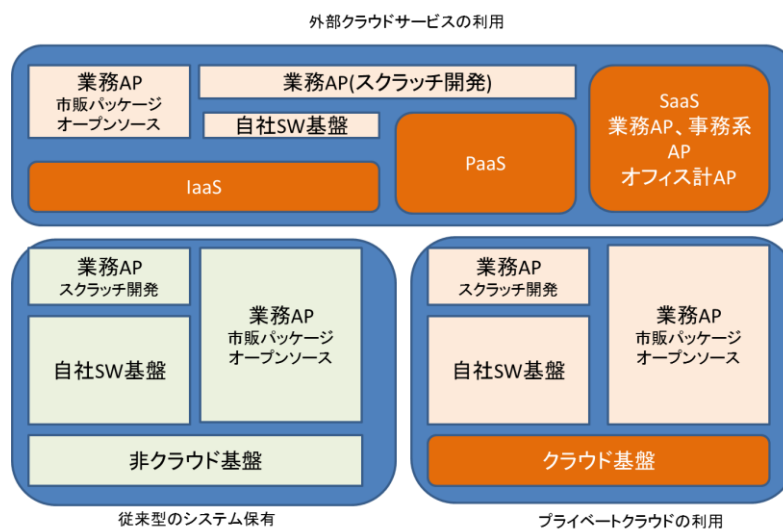 外部クラウドサービスの利用
業務AP
市販パッケージ
オープンソース
業務AP(スクラッチ開発)
自社SW基盤
IaaS
PaaS
SaaS
業務AP、事務系
AP
オフィス計AP
業務AP
スクラッチ開発
自社SW基盤
業務AP
市販パッケージ
オープンソース
非クラウド基盤
従来型のシステム保有
業務AP
スクラッチ開発
自社SW基盤
業務AP
市販パッケージ
オープンソース
クラウド基盤
プライベートクラウドの利用